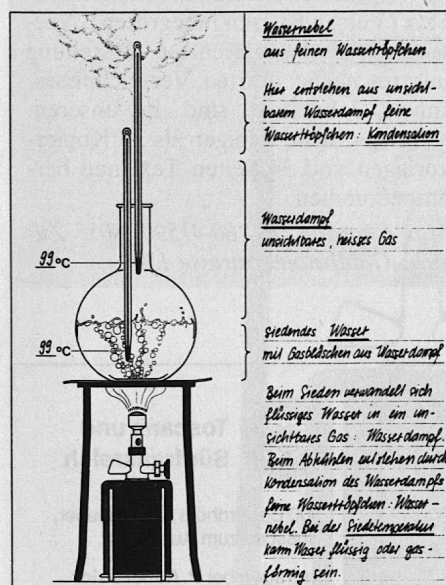 Wassernebel
aus feinen Wassertröpfchen
Hier entstehen aus unsicht-
barem Wasserdampf feine
Wassertröpfchen: Kondensation
Wasserdampf
unsichtbares, heisses Gas
99 °C
99 °C
siedendes Wasser
mit Gasbläschen aus Wasserdampf
Beim Sieden verwandelt sich
flüssiges Wasser in ein un-
sichtbares Gas: Wasserdampf.
Beim Abkühlen entstehen durch
Kondensation des Wasserdampfs
feine Wassertröpfchen: Wasser-
nebel. Bei der Siedetemperatur
kann Wasser flüssig oder gas-
förmig sein.